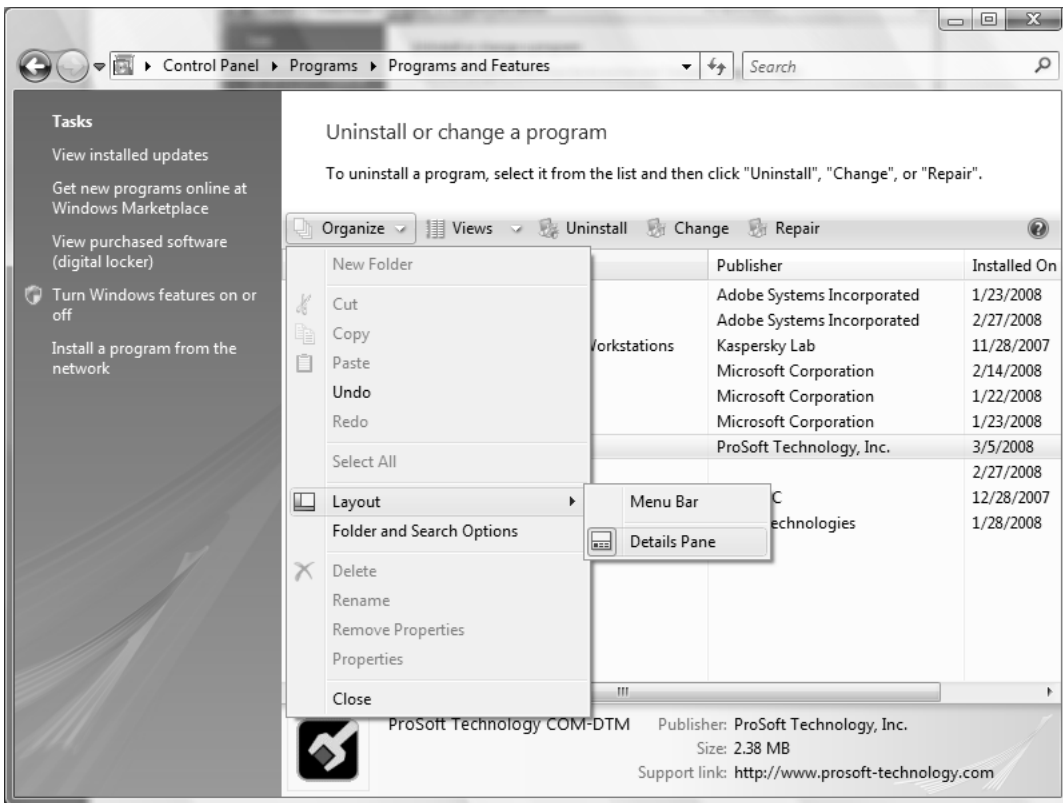 Control Panel Programs Programs and Features Search
Tasks
View installed updates
Get new programs online at
Windows Marketplace
View purchased software
(digital locker)
Turn Windows features on or
off
Install a program from the
network
Uninstall or change a program
To uninstall a program, select it from the list and then click "Uninstall", "Change", or "Repair".
Organize Views Uninstall Change Repair
New Folder
Cut
Copy
Paste
Undo
Redo
Select All
Layout
Folder and Search Options
Delete
Rename
Remove Properties
Properties
Close
Menu Bar
Details Pane
Publisher Installed On
Adobe Systems Incorporated 1/23/2008
Adobe Systems Incorporated 2/27/2008
Kaspersky Lab 11/28/2007
Microsoft Corporation 2/14/2008
Microsoft Corporation 1/22/2008
Microsoft Corporation 1/23/2008
ProSoft Technology, Inc. 3/5/2008
2/27/2008
12/28/2007
1/28/2008
ProSoft Technology COM-DTM Publisher: ProSoft Technology, Inc.
Size: 2.38 MB
Support link: http://www.prosoft-technology.com